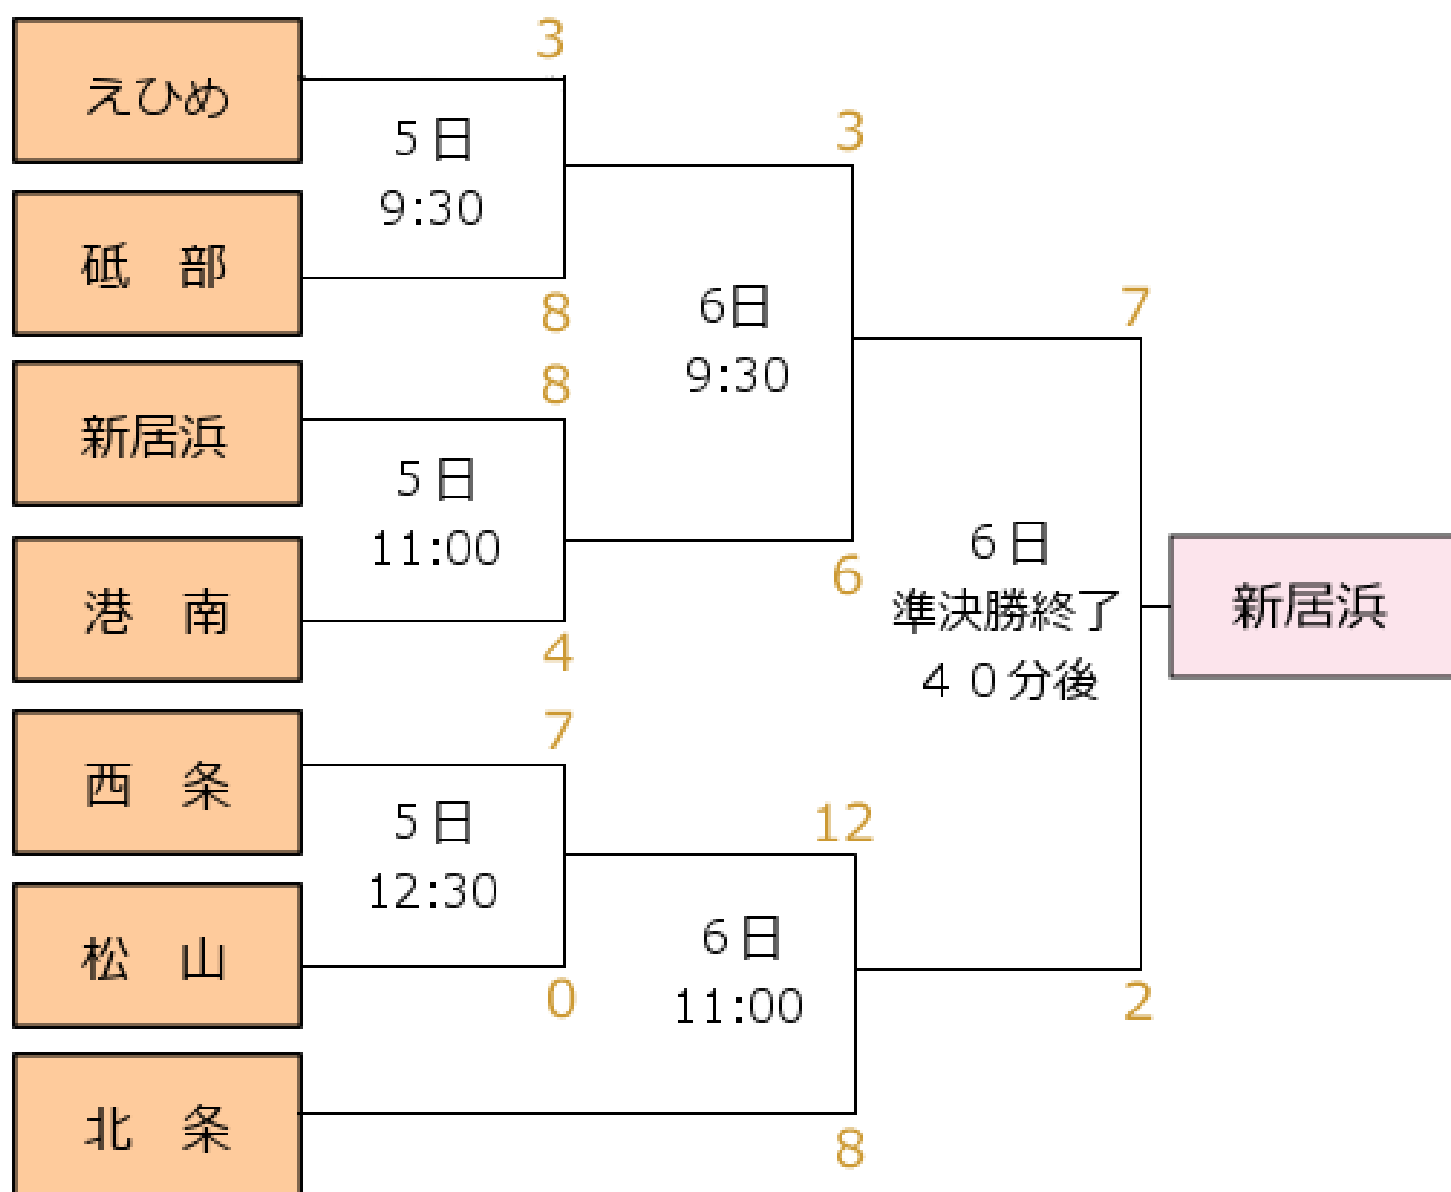 えひめ
砥　部
新居浜
港　南
西　条
松　山
北　条
3
5日
9:30
8
8
5日
11:00
4
7
5日
12:30
0
3
6日
9:30
6
12
6日
11:00
8
7
6日
準決勝終了
４０分後
2
新居浜